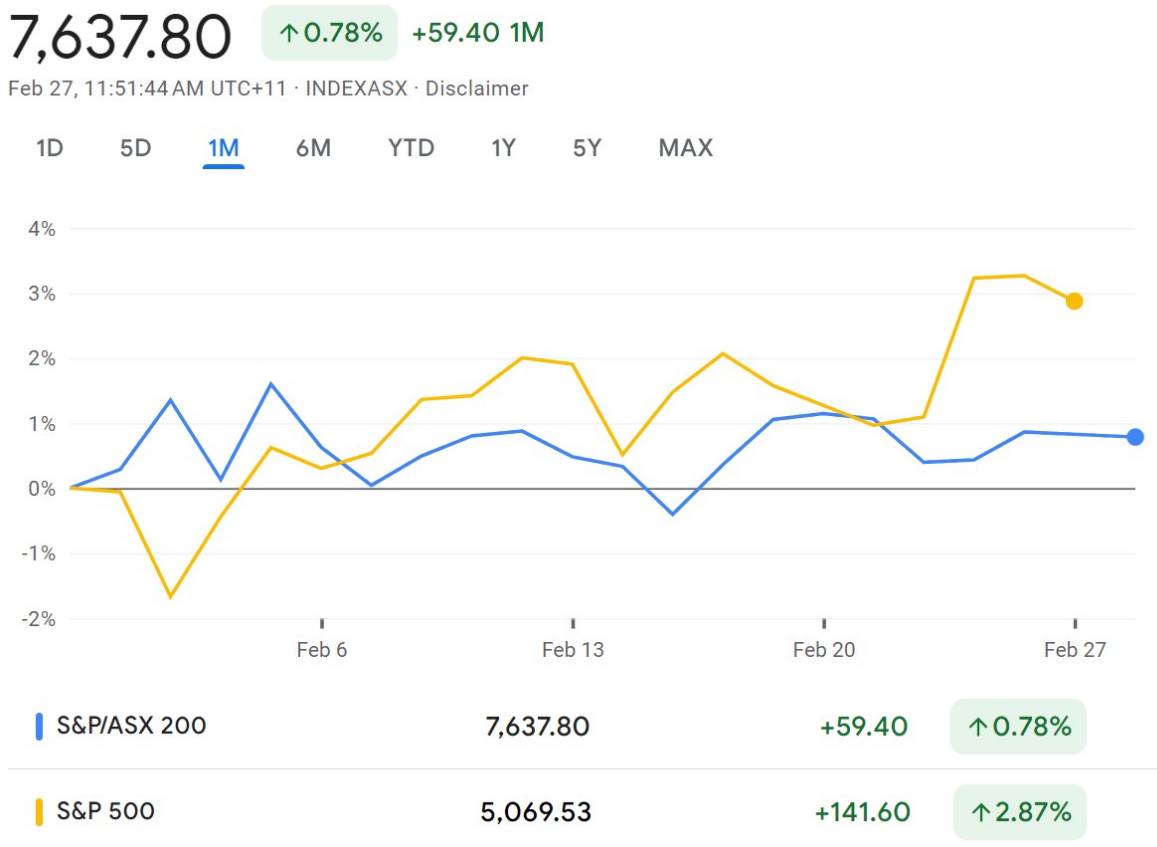 7,637.80 ↑0.78% +59.40 1M
Feb 27, 11:51:44 AM UTC+11 · INDEXASX · Disclaimer
1D 5D 1M 6M YTD 1Y 5Y MAX
4%
3%
2%
1%
0%
-1%
-2%
Feb 6 Feb 13 Feb 20 Feb 27
S&P/ASX 200 7,637.80 +59.40 ↑0.78%
S&P 500 5,069.53 +141.60 ↑2.87%